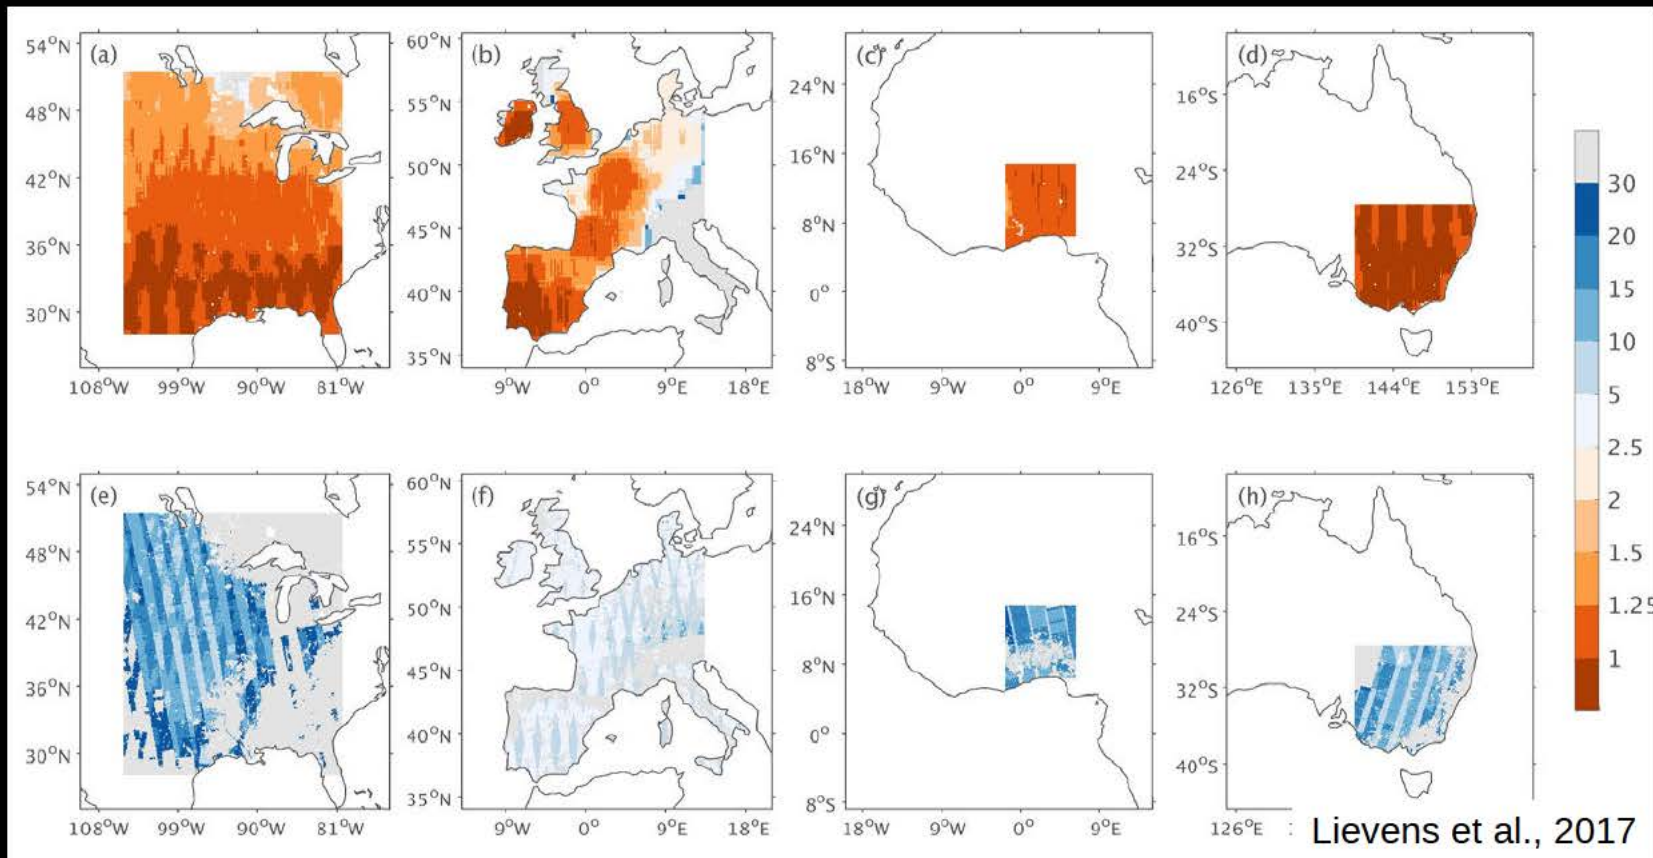 (a)
54°N
48°N
42°N
36°N
30°N
108°W 99°W 90°W 81°W
(b)
60°N
55°N
50°N
45°N
40°N
35°N
9°W 0° 9°E 18°E
(c)
24°N
16°N
8°N
0°
8°S
18°W 9°W 0° 9°E
(d)
16°S
24°S
32°S
40°S
126°E 135°E 144°E 153°E
30
20
15
10
5
2.5
2
1.5
1.25
1
(e)
54°N
48°N
42°N
36°N
30°N
108°W 99°W 90°W 81°W
(f)
60°N
55°N
50°N
45°N
40°N
35°N
9°W 0° 9°E 18°E
(g)
24°N
16°N
8°N
0°
8°S
18°W 9°W 0° 9°E
(h)
16°S
24°S
32°S
40°S
126°E
Lievens et al., 2017